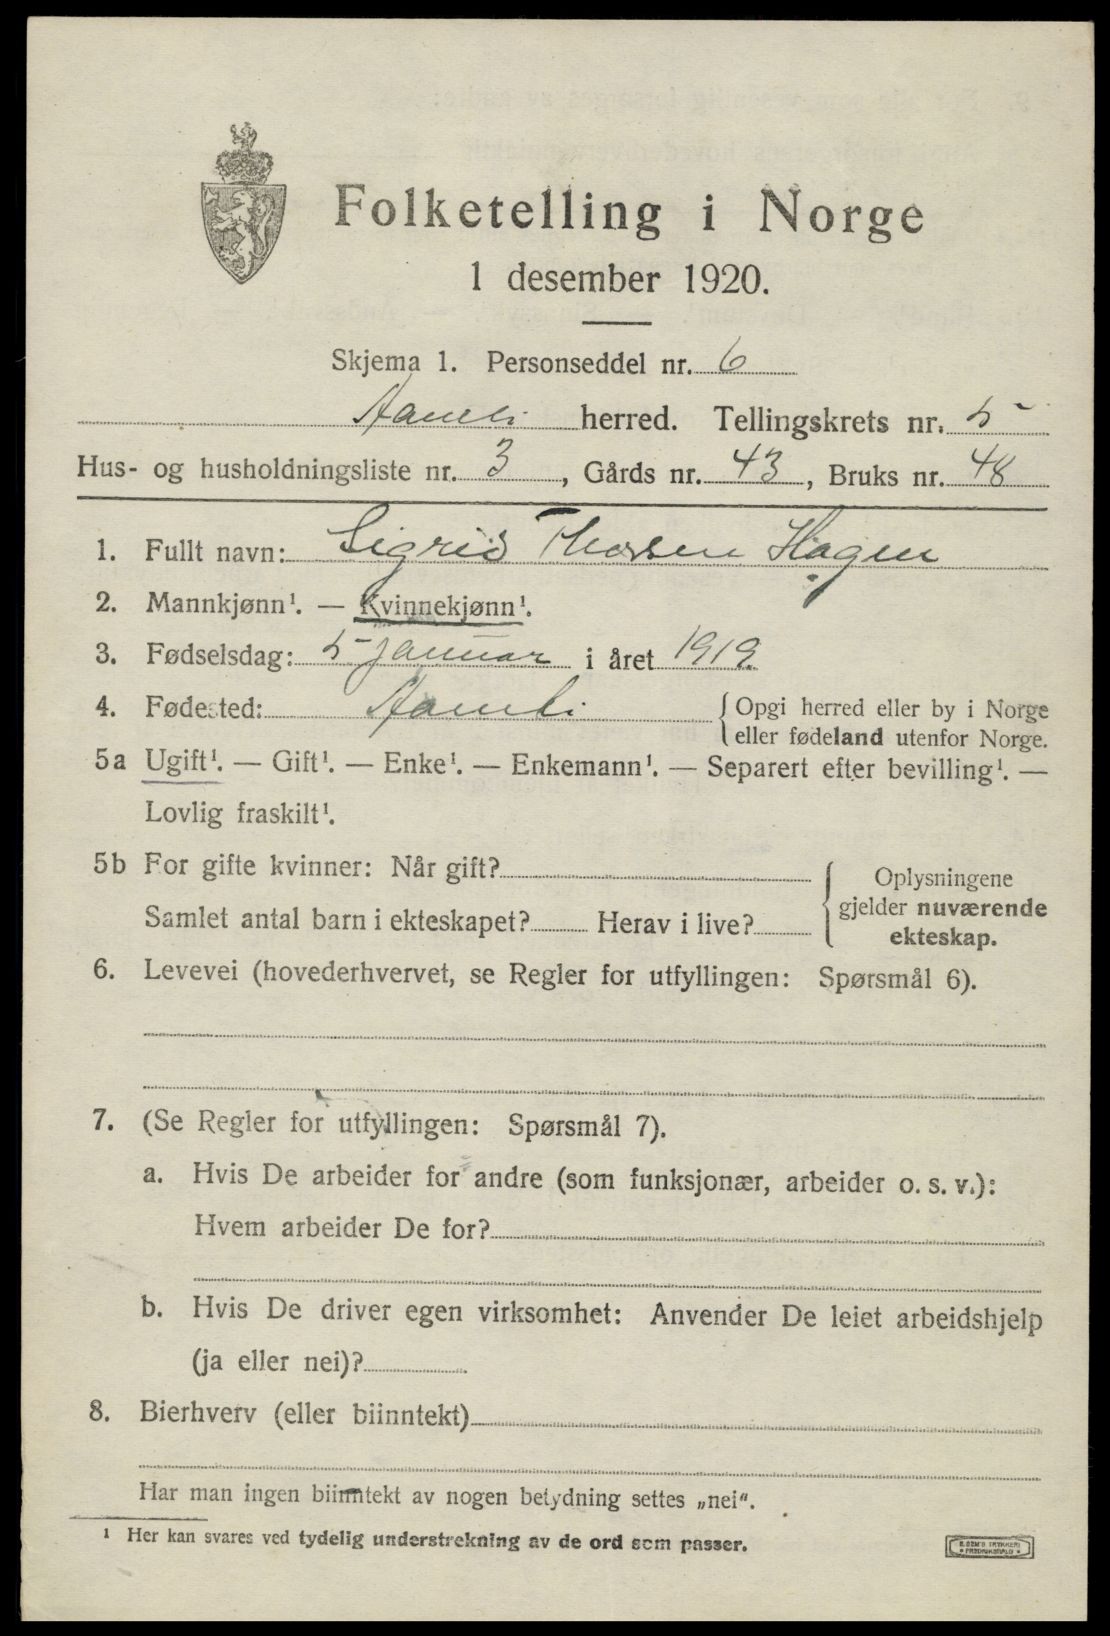 Folketelling i Norge
1 desember 1920.
Skjema 1. Personseddel nr. 6
Aamli herred. Tellingskrets nr. 5
Hus- og husholdningsliste nr. 3, Gårds nr. 43, Bruks nr. 48
1. Fullt navn: Sigrid Thorsen Hagen
2. Mannkjønn¹. — Kvinnekjønn¹.
3. Fødselsdag: 5 januar i året 1919.
4. Fødested: Aamli {Opgi herred eller by i Norge
eller fødeland utenfor Norge.
5a Ugift¹. — Gift¹. — Enke¹. — Enkemann¹. — Separert efter bevilling¹. —
Lovlig fraskilt¹.
5b For gifte kvinner: Når gift?
Samlet antal barn i ekteskapet? Herav i live?
{Oplysningene
gjelder nuværende
ekteskap.
6. Levevei (hovederhvervet, se Regler for utfyllingen: Spørsmål 6).
7. (Se Regler for utfyllingen: Spørsmål 7).
a. Hvis De arbeider for andre (som funksjonær, arbeider o. s. v.):
Hvem arbeider De for?
b. Hvis De driver egen virksomhet: Anvender De leiet arbeidshjelp
(ja eller nei)?
8. Bierhverv (eller biinntekt)
Har man ingen biinntekt av nogen betydning settes „nei“.
¹ Her kan svares ved tydelig understrekning av de ord som passer.